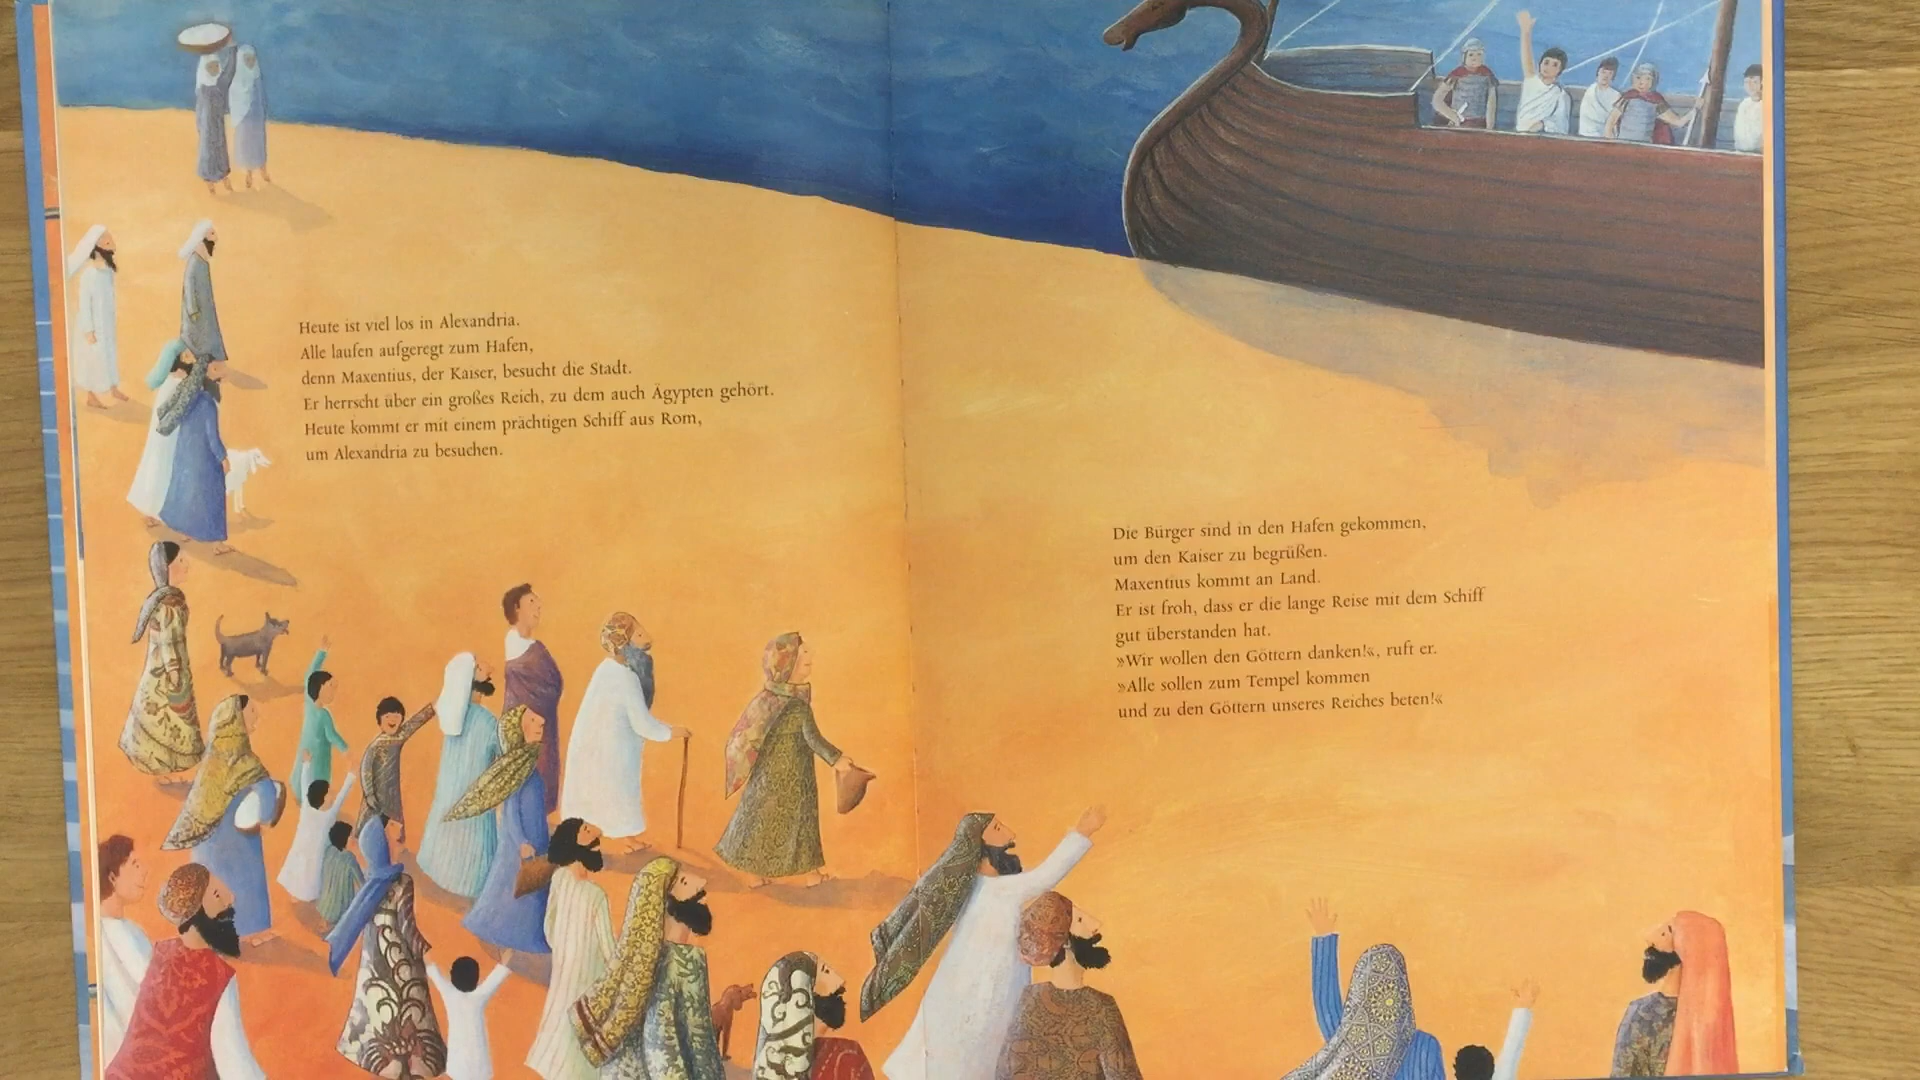 Heute ist viel los in Alexandria.
Alle laufen aufgeregt zum Hafen,
denn Maxentius, der Kaiser, besucht die Stadt.
Er herrscht über ein großes Reich, zu dem auch Ägypten gehört.
Heute kommt er mit einem prächtigen Schiff aus Rom,
um Alexandria zu besuchen.
Die Bürger sind in den Hafen gekommen,
um den Kaiser zu begrüßen.
Maxentius kommt an Land.
Er ist froh, dass er die lange Reise mit dem Schiff
gut überstanden hat.
»Wir wollen den Göttern danken!«, ruft er.
»Alle sollen zum Tempel kommen
und zu den Göttern unseres Reiches beten!«